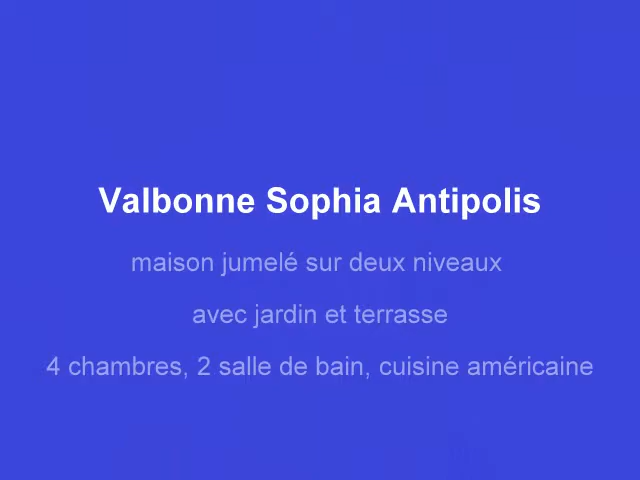 Valbonne Sophia Antipolis
maison jumelé sur deux niveaux
avec jardin et terrasse
4 chambres, 2 salle de bain, cuisine américaine